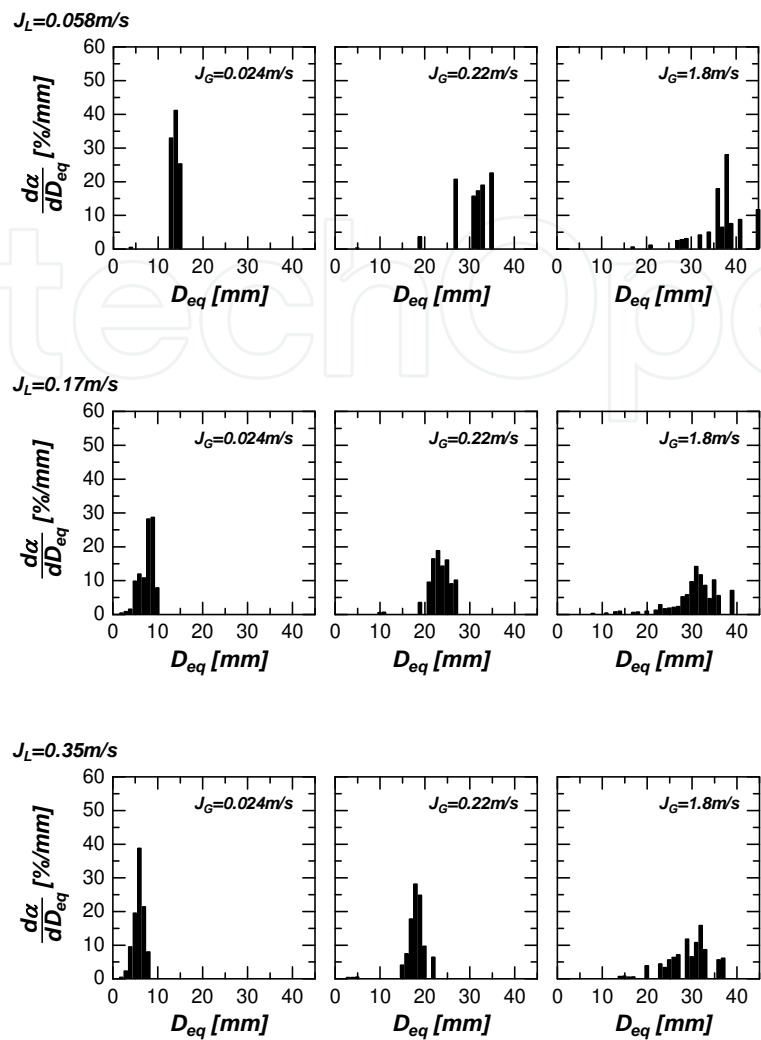 J_L=0.058m/s
J_G=0.024m/s J_G=0.22m/s J_G=1.8m/s
60
50
40
30
20
10
0
dα/dD_eq [%/mm]
0 10 20 30 40 0 10 20 30 40 0 10 20 30 40
D_eq [mm] D_eq [mm] D_eq [mm]
J_L=0.17m/s
J_G=0.024m/s J_G=0.22m/s J_G=1.8m/s
60
50
40
30
20
10
0
dα/dD_eq [%/mm]
0 10 20 30 40 0 10 20 30 40 0 10 20 30 40
D_eq [mm] D_eq [mm] D_eq [mm]
J_L=0.35m/s
J_G=0.024m/s J_G=0.22m/s J_G=1.8m/s
60
50
40
30
20
10
0
dα/dD_eq [%/mm]
0 10 20 30 40 0 10 20 30 40 0 10 20 30 40
D_eq [mm] D_eq [mm] D_eq [mm]
techOpe